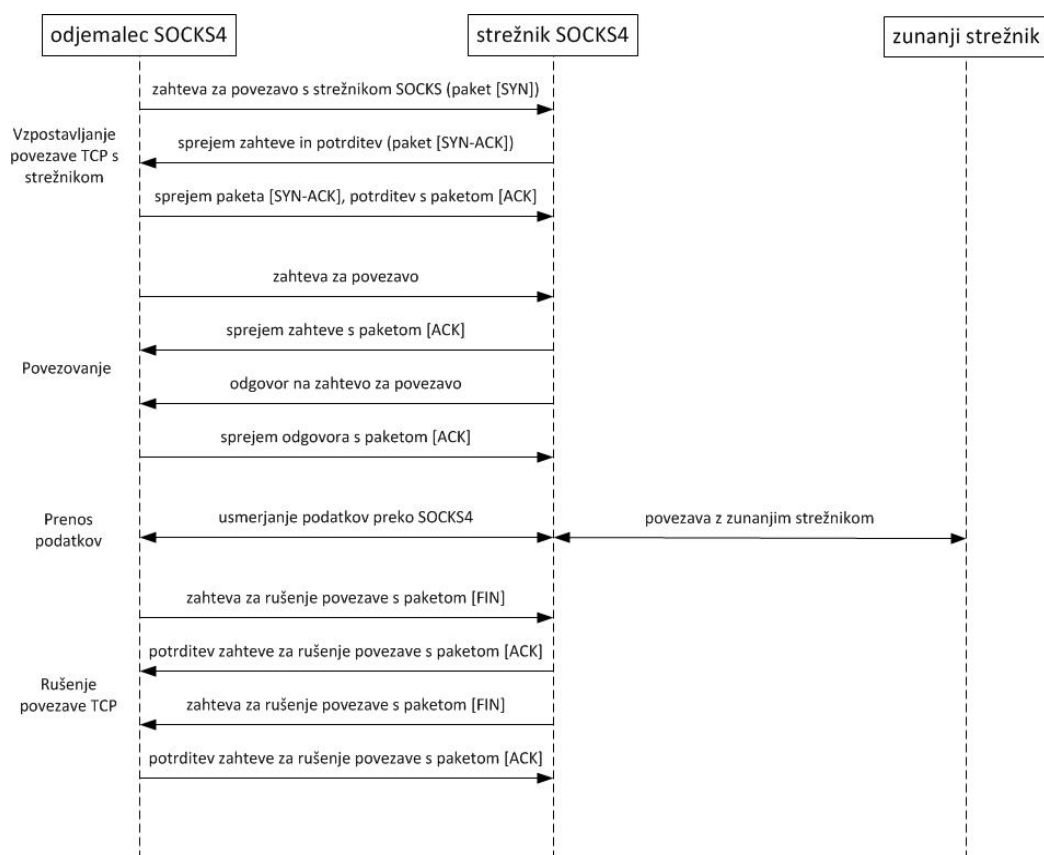 odjemalec SOCKS4
strežnik SOCKS4
zunanji strežnik
zahteva za povezavo s strežnikom SOCKS (paket [SYN])
Vzpostavljanje
povezave TCP s
strežnikom
sprejem zahteve in potrditev (paket [SYN-ACK])
sprejem paketa [SYN-ACK], potrditev s paketom [ACK]
zahteva za povezavo
sprejem zahteve s paketom [ACK]
Povezovanje
odgovor na zahtevo za povezavo
sprejem odgovora s paketom [ACK]
Prenos
podatkov
usmerjanje podatkov preko SOCKS4
povezava z zunanjim strežnikom
zahteva za rušenje povezave s paketom [FIN]
potrditev zahteve za rušenje povezave s paketom [ACK]
Rušenje
povezave TCP
zahteva za rušenje povezave s paketom [FIN]
potrditev zahteve za rušenje povezave s paketom [ACK]